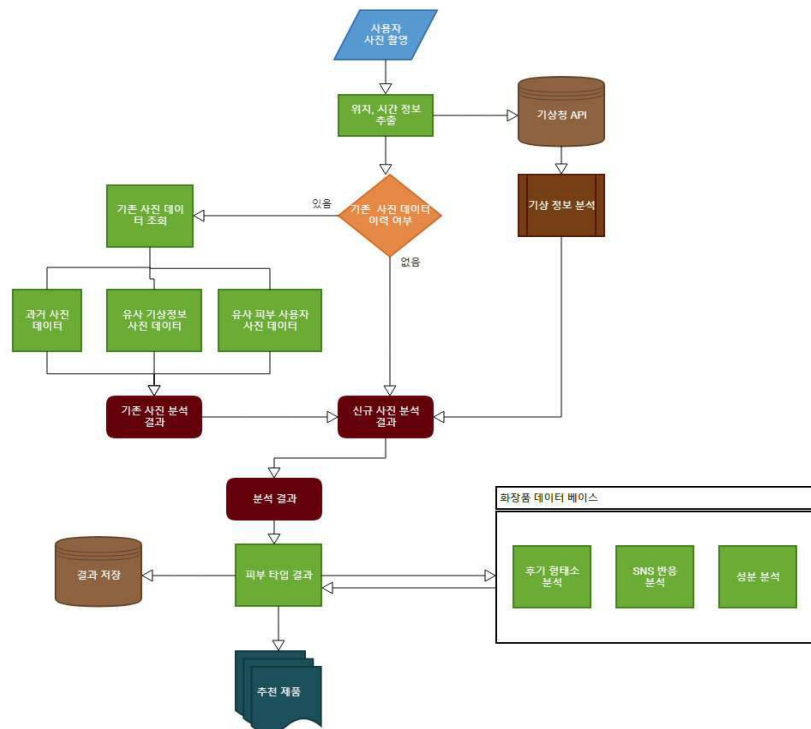 사용자
사진 촬영
위치, 시간 정보
추출
기상청 API
기존 사진 데이
터 조회
있음
기존 사진 데이터
이력 여부
기상 정보 분석
없음
과거 사진
데이터
유사 기상정보
사진 데이터
유사 피부 사용자
사진 데이터
기존 사진 분석
결과
신규 사진 분석
결과
분석 결과
화장품 데이터 베이스
결과 저장
피부 타입 결과
후기 형태소
분석
SNS 반응
분석
성분 분석
추천 제품